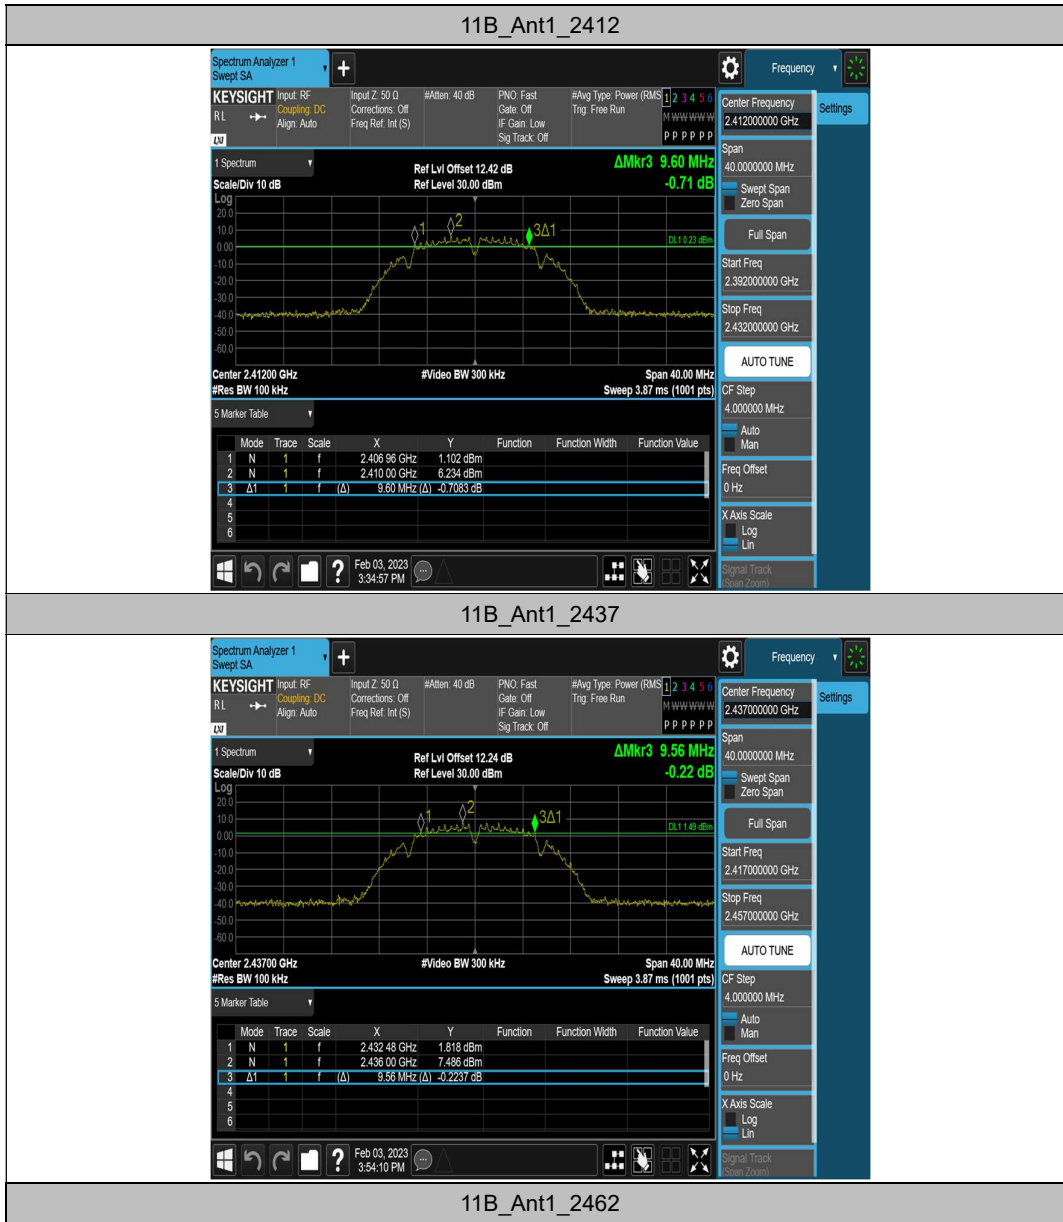 11B_Ant1_2412
Spectrum Analyzer 1
Swept SA
+
Frequency
KEYSIGHT
RL
LXI
Input: RF
Coupling: DC
Align: Auto
Input Z: 50 Ω
Corrections: Off
Freq Ref: Int (S)
#Atten: 40 dB
PNO: Fast
Gate: Off
IF Gain: Low
Sig Track: Off
#Avg Type: Power (RMS
Trig: Free Run
1 2 3 4 5 6
M W W W W W
P P P P P P
1 Spectrum
Scale/Div 10 dB
Ref Lvl Offset 12.42 dB
Ref Level 30.00 dBm
ΔMkr3 9.60 MHz
-0.71 dB
Log
20.0
10.0
0.00
-10.0
-20.0
-30.0
-40.0
-50.0
-60.0
1
2
3Δ1
DL1 0.23 dBm
Center 2.41200 GHz
#Video BW 300 kHz
Span 40.00 MHz
#Res BW 100 kHz
Sweep 3.87 ms (1001 pts)
5 Marker Table
Mode Trace Scale X Y Function Function Width Function Value
1 N 1 f 2.406 96 GHz 1.102 dBm
2 N 1 f 2.410 00 GHz 6.234 dBm
3 Δ1 1 f (Δ) 9.60 MHz (Δ) -0.7083 dB
4
5
6
?
Feb 03, 2023
3:34:57 PM
Center Frequency
2.412000000 GHz
Settings
Span
40.0000000 MHz
Swept Span
Zero Span
Full Span
Start Freq
2.392000000 GHz
Stop Freq
2.432000000 GHz
AUTO TUNE
CF Step
4.000000 MHz
Auto
Man
Freq Offset
0 Hz
X Axis Scale
Log
Lin
Signal Track
(Span Zoom)
11B_Ant1_2437
Spectrum Analyzer 1
Swept SA
+
Frequency
KEYSIGHT
RL
LXI
Input: RF
Coupling: DC
Align: Auto
Input Z: 50 Ω
Corrections: Off
Freq Ref: Int (S)
#Atten: 40 dB
PNO: Fast
Gate: Off
IF Gain: Low
Sig Track: Off
#Avg Type: Power (RMS
Trig: Free Run
1 2 3 4 5 6
M W W W W W
P P P P P P
1 Spectrum
Scale/Div 10 dB
Ref Lvl Offset 12.24 dB
Ref Level 30.00 dBm
ΔMkr3 9.56 MHz
-0.22 dB
Log
20.0
10.0
0.00
-10.0
-20.0
-30.0
-40.0
-50.0
-60.0
1
2
3Δ1
DL1 1.49 dBm
Center 2.43700 GHz
#Video BW 300 kHz
Span 40.00 MHz
#Res BW 100 kHz
Sweep 3.87 ms (1001 pts)
5 Marker Table
Mode Trace Scale X Y Function Function Width Function Value
1 N 1 f 2.432 48 GHz 1.818 dBm
2 N 1 f 2.436 00 GHz 7.486 dBm
3 Δ1 1 f (Δ) 9.56 MHz (Δ) -0.2237 dB
4
5
6
?
Feb 03, 2023
3:54:10 PM
Center Frequency
2.437000000 GHz
Settings
Span
40.0000000 MHz
Swept Span
Zero Span
Full Span
Start Freq
2.417000000 GHz
Stop Freq
2.457000000 GHz
AUTO TUNE
CF Step
4.000000 MHz
Auto
Man
Freq Offset
0 Hz
X Axis Scale
Log
Lin
Signal Track
(Span Zoom)
11B_Ant1_2462